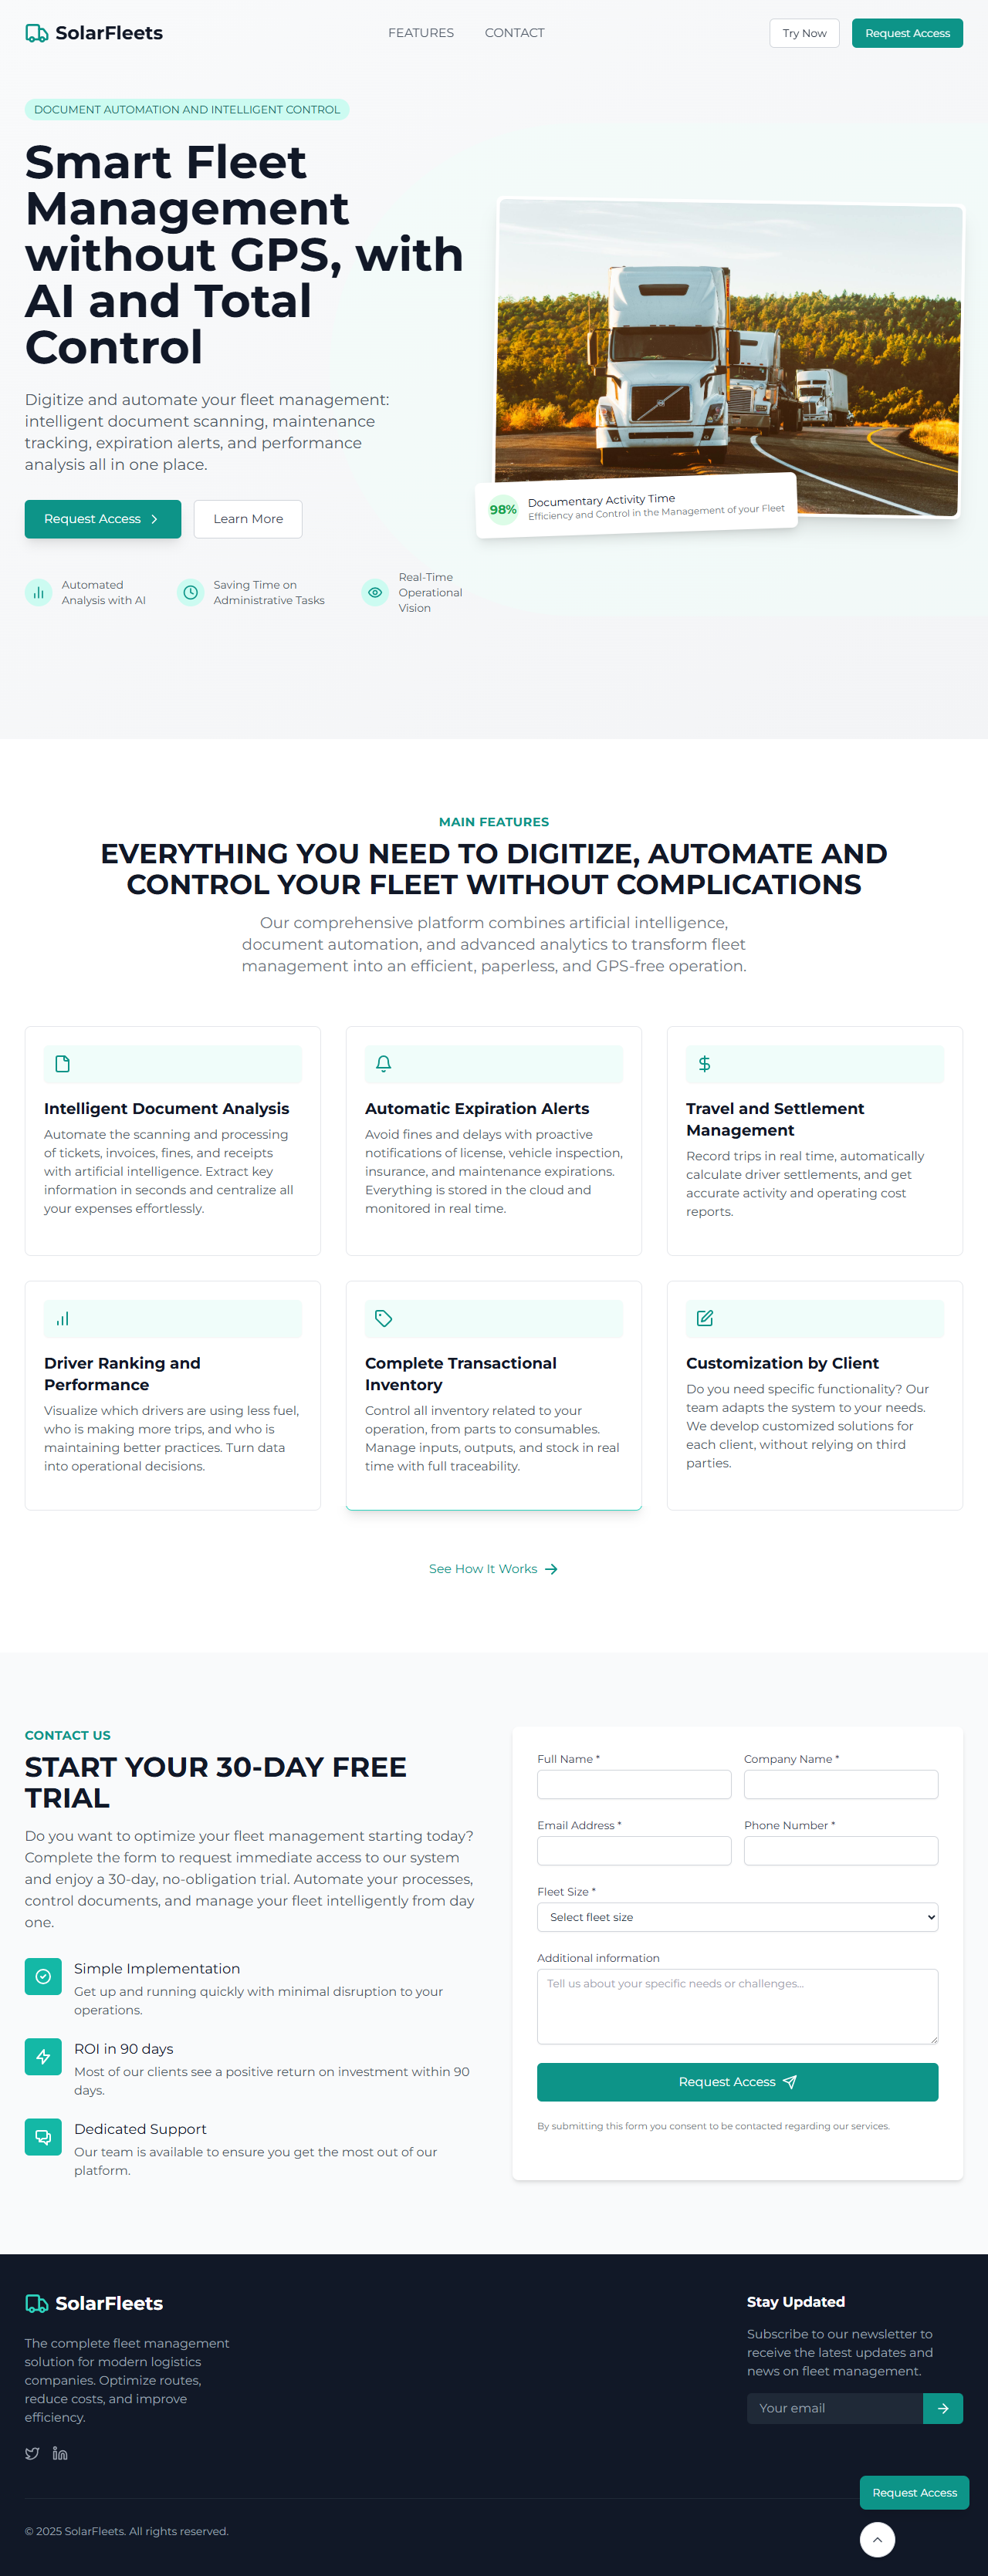 SolarFleets
FEATURES
CONTACT
Try Now
Request Access
DOCUMENT AUTOMATION AND INTELLIGENT CONTROL
Smart Fleet
Management
without GPS, with
AI and Total
Control
Digitize and automate your fleet management:
intelligent document scanning, maintenance
tracking, expiration alerts, and performance
analysis all in one place.
Request Access
Learn More
98%
Documentary Activity Time
Efficiency and Control in the Management of your Fleet
Automated
Analysis with AI
Saving Time on
Administrative Tasks
Real-Time
Operational
Vision
MAIN FEATURES
EVERYTHING YOU NEED TO DIGITIZE, AUTOMATE AND
CONTROL YOUR FLEET WITHOUT COMPLICATIONS
Our comprehensive platform combines artificial intelligence,
document automation, and advanced analytics to transform fleet
management into an efficient, paperless, and GPS-free operation.
Intelligent Document Analysis
Automate the scanning and processing
of tickets, invoices, fines, and receipts
with artificial intelligence. Extract key
information in seconds and centralize all
your expenses effortlessly.
Automatic Expiration Alerts
Avoid fines and delays with proactive
notifications of license, vehicle inspection,
insurance, and maintenance expirations.
Everything is stored in the cloud and
monitored in real time.
Travel and Settlement
Management
Record trips in real time, automatically
calculate driver settlements, and get
accurate activity and operating cost
reports.
Driver Ranking and
Performance
Visualize which drivers are using less fuel,
who is making more trips, and who is
maintaining better practices. Turn data
into operational decisions.
Complete Transactional
Inventory
Control all inventory related to your
operation, from parts to consumables.
Manage inputs, outputs, and stock in real
time with full traceability.
Customization by Client
Do you need specific functionality? Our
team adapts the system to your needs.
We develop customized solutions for
each client, without relying on third
parties.
See How It Works
CONTACT US
START YOUR 30-DAY FREE
TRIAL
Do you want to optimize your fleet management starting today?
Complete the form to request immediate access to our system
and enjoy a 30-day, no-obligation trial. Automate your processes,
control documents, and manage your fleet intelligently from day
one.
Simple Implementation
Get up and running quickly with minimal disruption to your
operations.
ROI in 90 days
Most of our clients see a positive return on investment within 90
days.
Dedicated Support
Our team is available to ensure you get the most out of our
platform.
Full Name *
Company Name *
Email Address *
Phone Number *
Fleet Size *
Select fleet size
Additional information
Tell us about your specific needs or challenges...
Request Access
By submitting this form you consent to be contacted regarding our services.
SolarFleets
The complete fleet management
solution for modern logistics
companies. Optimize routes,
reduce costs, and improve
efficiency.
Stay Updated
Subscribe to our newsletter to
receive the latest updates and
news on fleet management.
Your email
Request Access
© 2025 SolarFleets. All rights reserved.